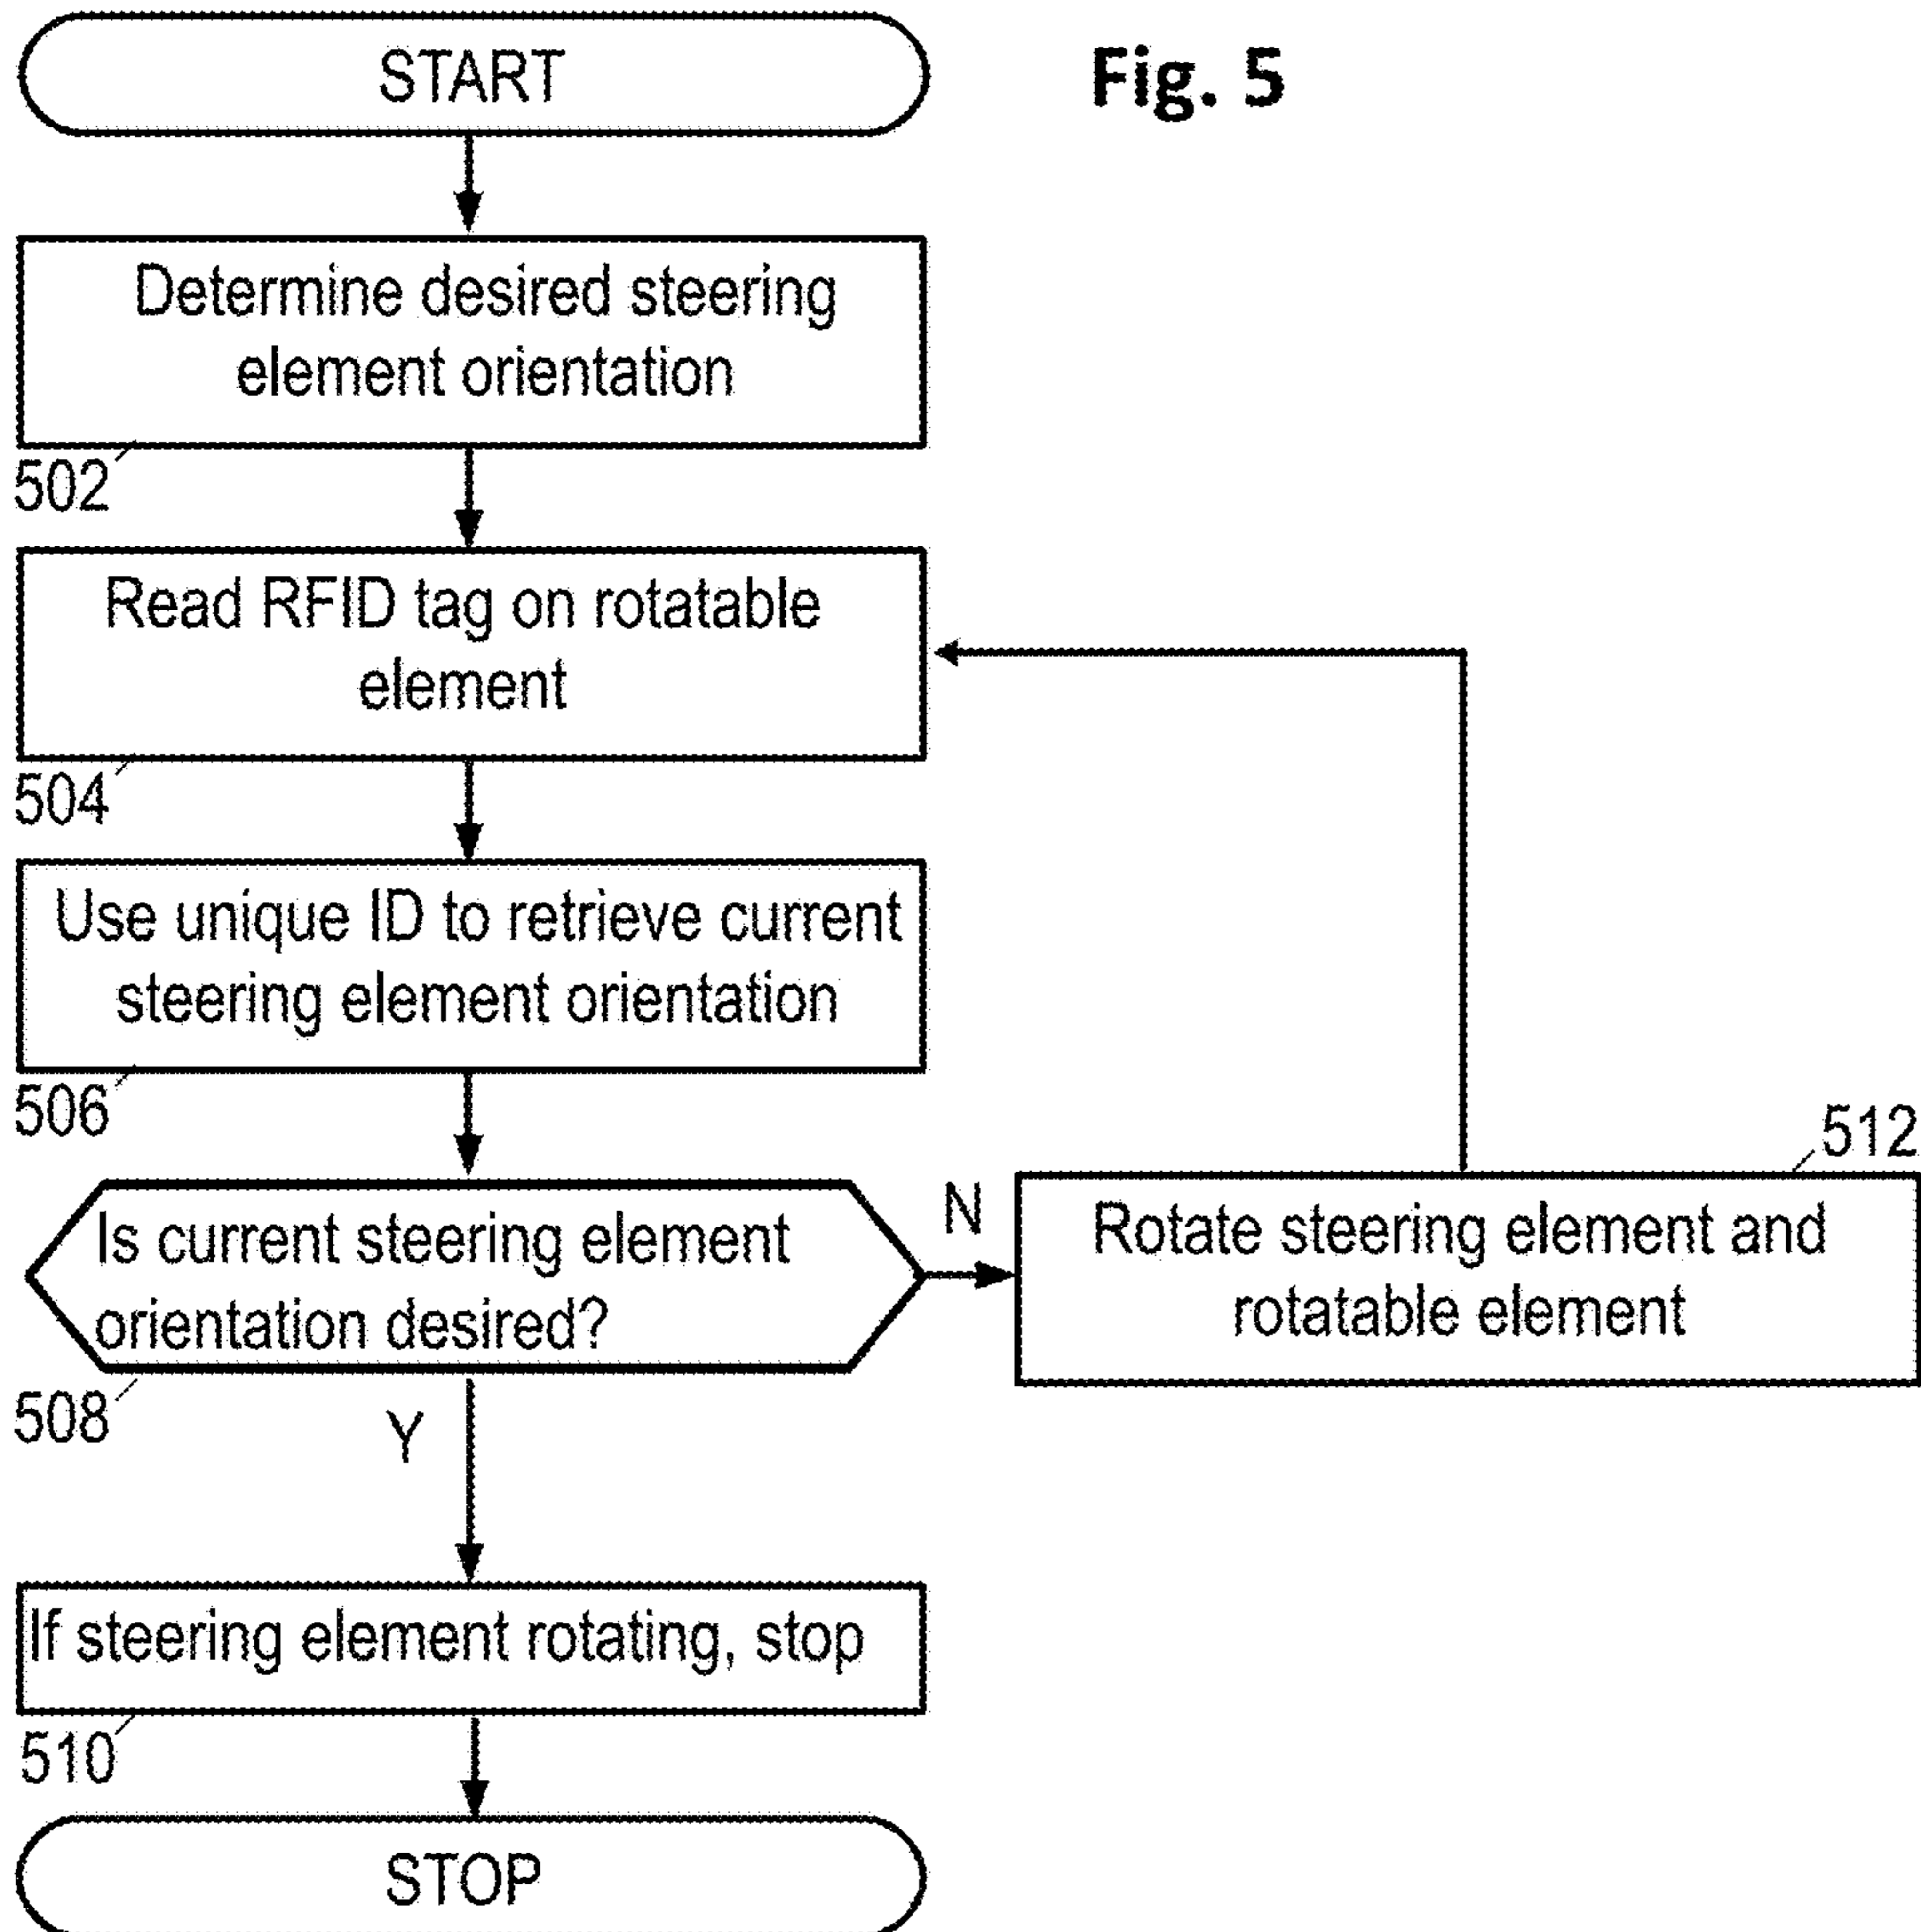 START
Fig. 5
Determine desired steering
element orientation
502
Read RFID tag on rotatable
element
504
Use unique ID to retrieve current
steering element orientation
506
512
Is current steering element
orientation desired?
N
Rotate steering element and
rotatable element
508
Y
If steering element rotating, stop
510
STOP